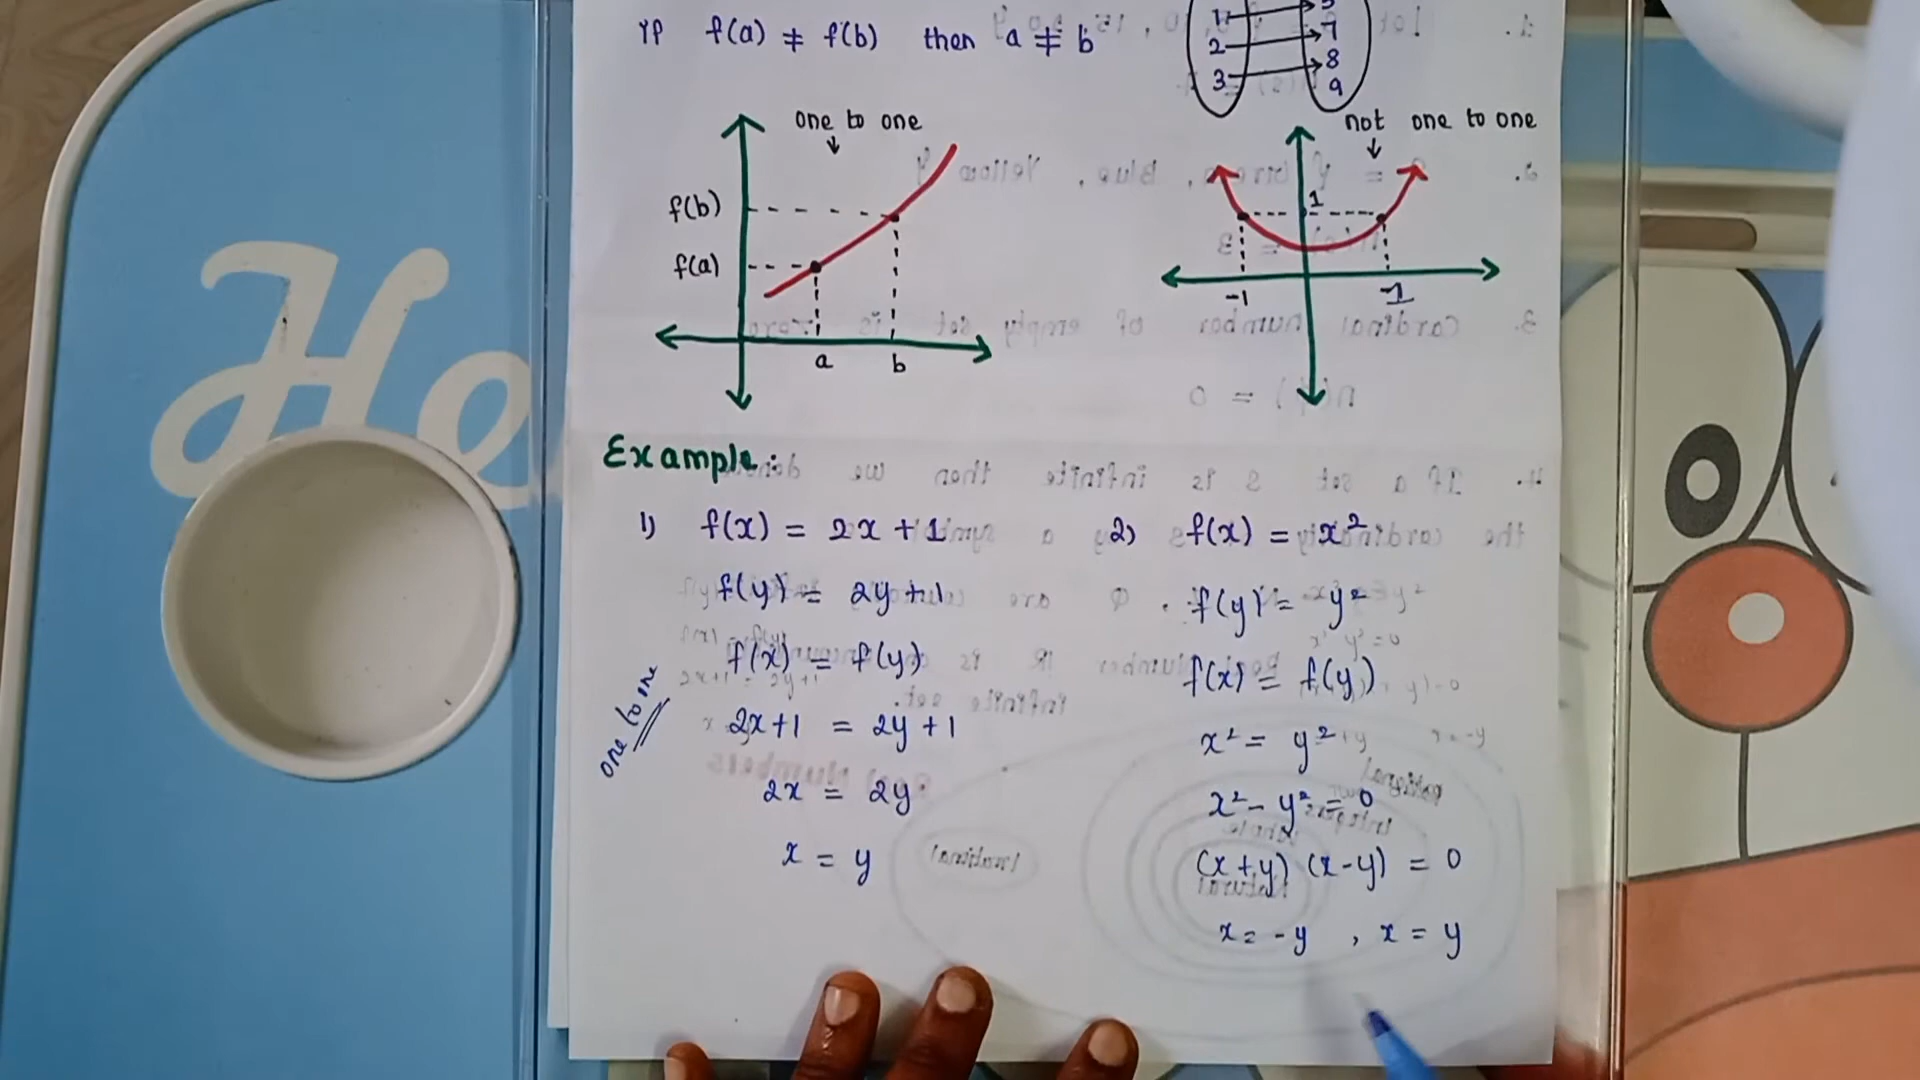 If f(a) ≠ f(b) then a ≠ b
1 5
2 7
3 8
9
one to one
f(b)
f(a)
a b
not one to one
1
-1 1
Example:
1) f(x) = 2x + 1
f(y) = 2y + 1
f(x) = f(y)
2x+1 = 2y + 1
2x = 2y
x = y
one to one
2) f(x) = x²
f(y) = y²
f(x) = f(y)
x² = y²
x² - y² = 0
(x + y) (x - y) = 0
x = -y , x = y
He